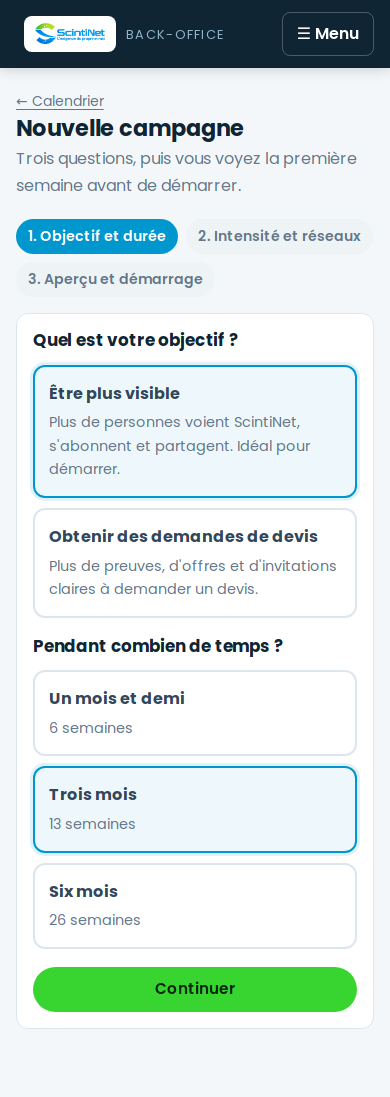 ScintiNet
BACK-OFFICE
☰ Menu
← Calendrier
Nouvelle campagne
Trois questions, puis vous voyez la première
semaine avant de démarrer.
1. Objectif et durée
2. Intensité et réseaux
3. Aperçu et démarrage
Quel est votre objectif ?
Être plus visible
Plus de personnes voient ScintiNet,
s'abonnent et partagent. Idéal pour
démarrer.
Obtenir des demandes de devis
Plus de preuves, d'offres et d'invitations
claires à demander un devis.
Pendant combien de temps ?
Un mois et demi
6 semaines
Trois mois
13 semaines
Six mois
26 semaines
Continuer